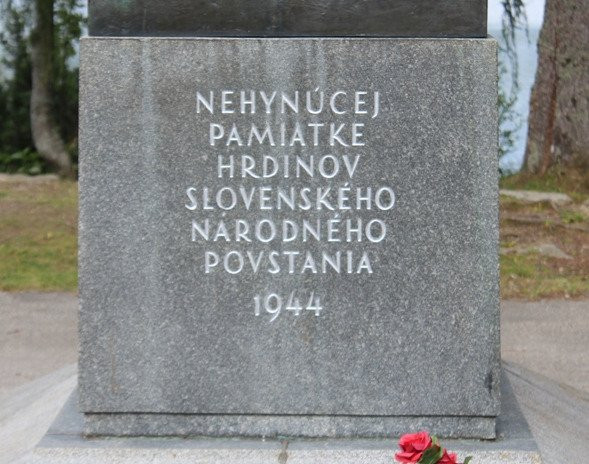 NEHYNÚCEJ
PAMIATKE
HRDINOV
SLOVENSKÉHO
NÁRODNÉHO
POVSTANIA
1944